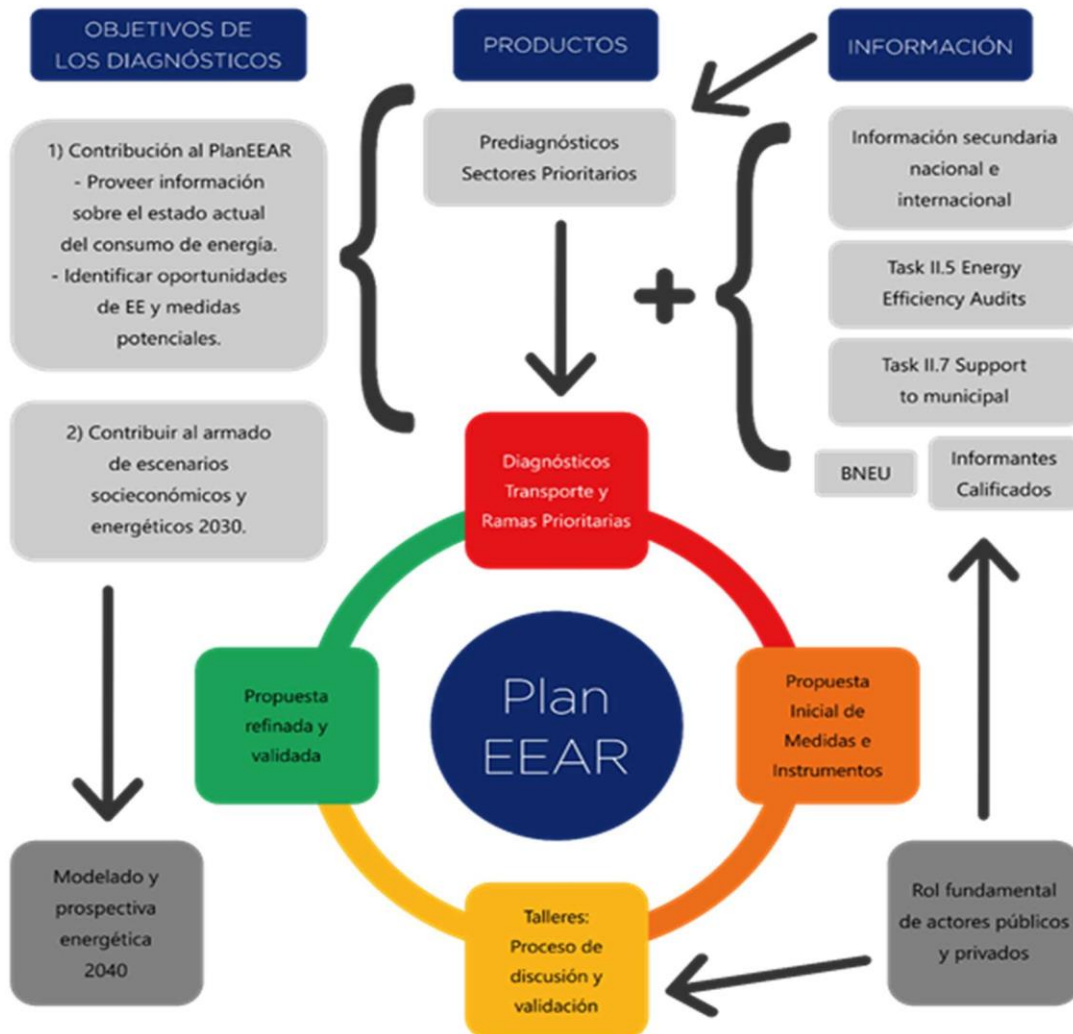 OBJETIVOS DE
LOS DIAGNÓSTICOS
PRODUCTOS
INFORMACIÓN
1) Contribución al PlanEEAR
- Proveer información
sobre el estado actual
del consumo de energía.
- Identificar oportunidades
de EE y medidas
potenciales.
2) Contribuir al armado
de escenarios
socieconómicos y
energéticos 2030.
Modelado y
prospectiva
energética
2040
Prediagnósticos
Sectores Prioritarios
Información secundaria
nacional e
internacional
Task II.5 Energy
Efficiency Audits
Task II.7 Support
to municipal
BNEU
Informantes
Calificados
Diagnósticos
Transporte y
Ramas Prioritarias
Propuesta
refinada y
validada
Plan
EEAR
Propuesta
Inicial de
Medidas e
Instrumentos
Talleres:
Proceso de
discusión y
validación
Rol fundamental
de actores públicos
y privados